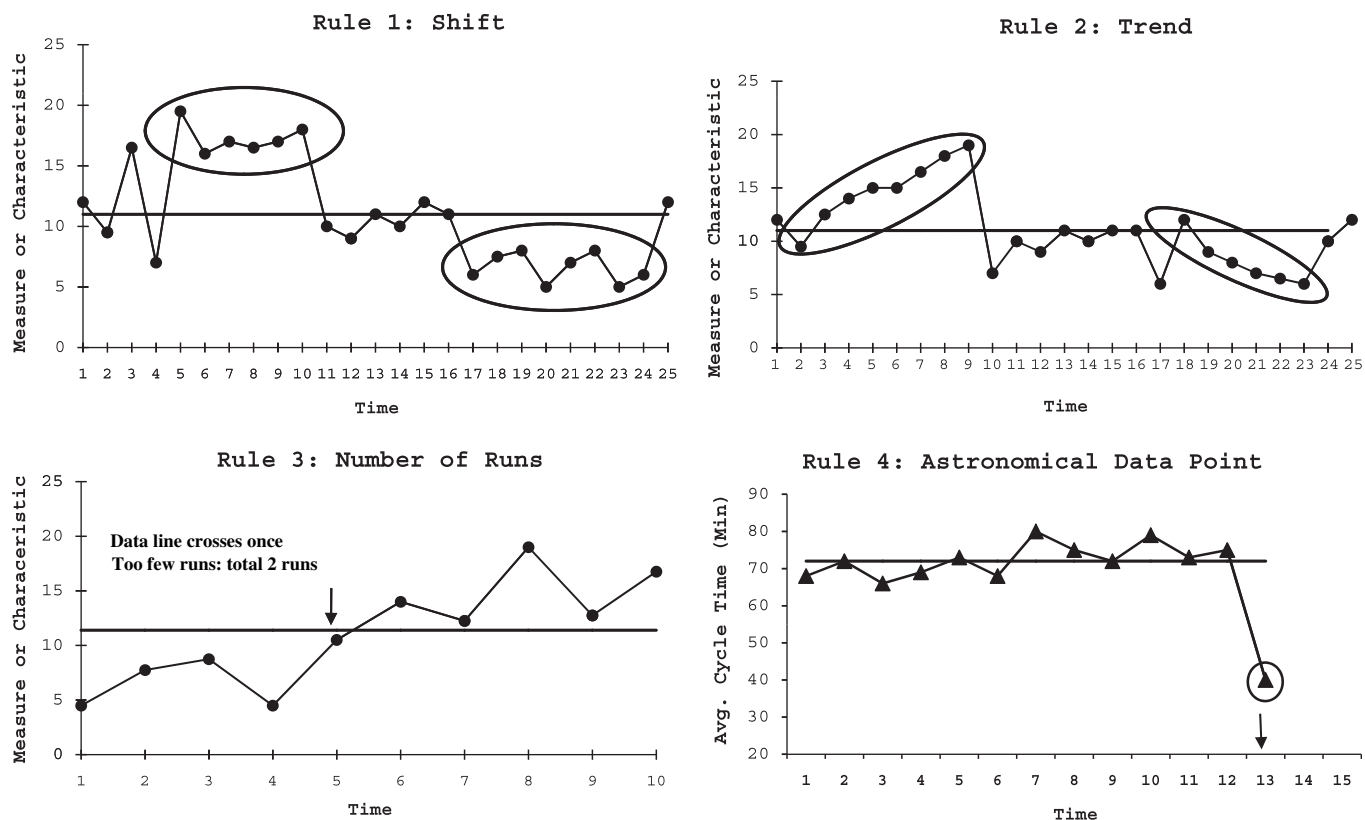 Rule 1: Shift
Measure or Characteristic
25
20
15
10
5
0
1 2 3 4 5 6 7 8 9 10 11 12 13 14 15 16 17 18 19 20 21 22 23 24 25
Time
Rule 2: Trend
Measure or Characteristic
25
20
15
10
5
0
1 2 3 4 5 6 7 8 9 10 11 12 13 14 15 16 17 18 19 20 21 22 23 24 25
Time
Rule 3: Number of Runs
Measure or Characeristic
25
20
15
10
5
0
Data line crosses once
Too few runs: total 2 runs
1 2 3 4 5 6 7 8 9 10
Time
Rule 4: Astronomical Data Point
Avg. Cycle Time (Min)
90
80
70
60
50
40
30
20
1 2 3 4 5 6 7 8 9 10 11 12 13 14 15
Time